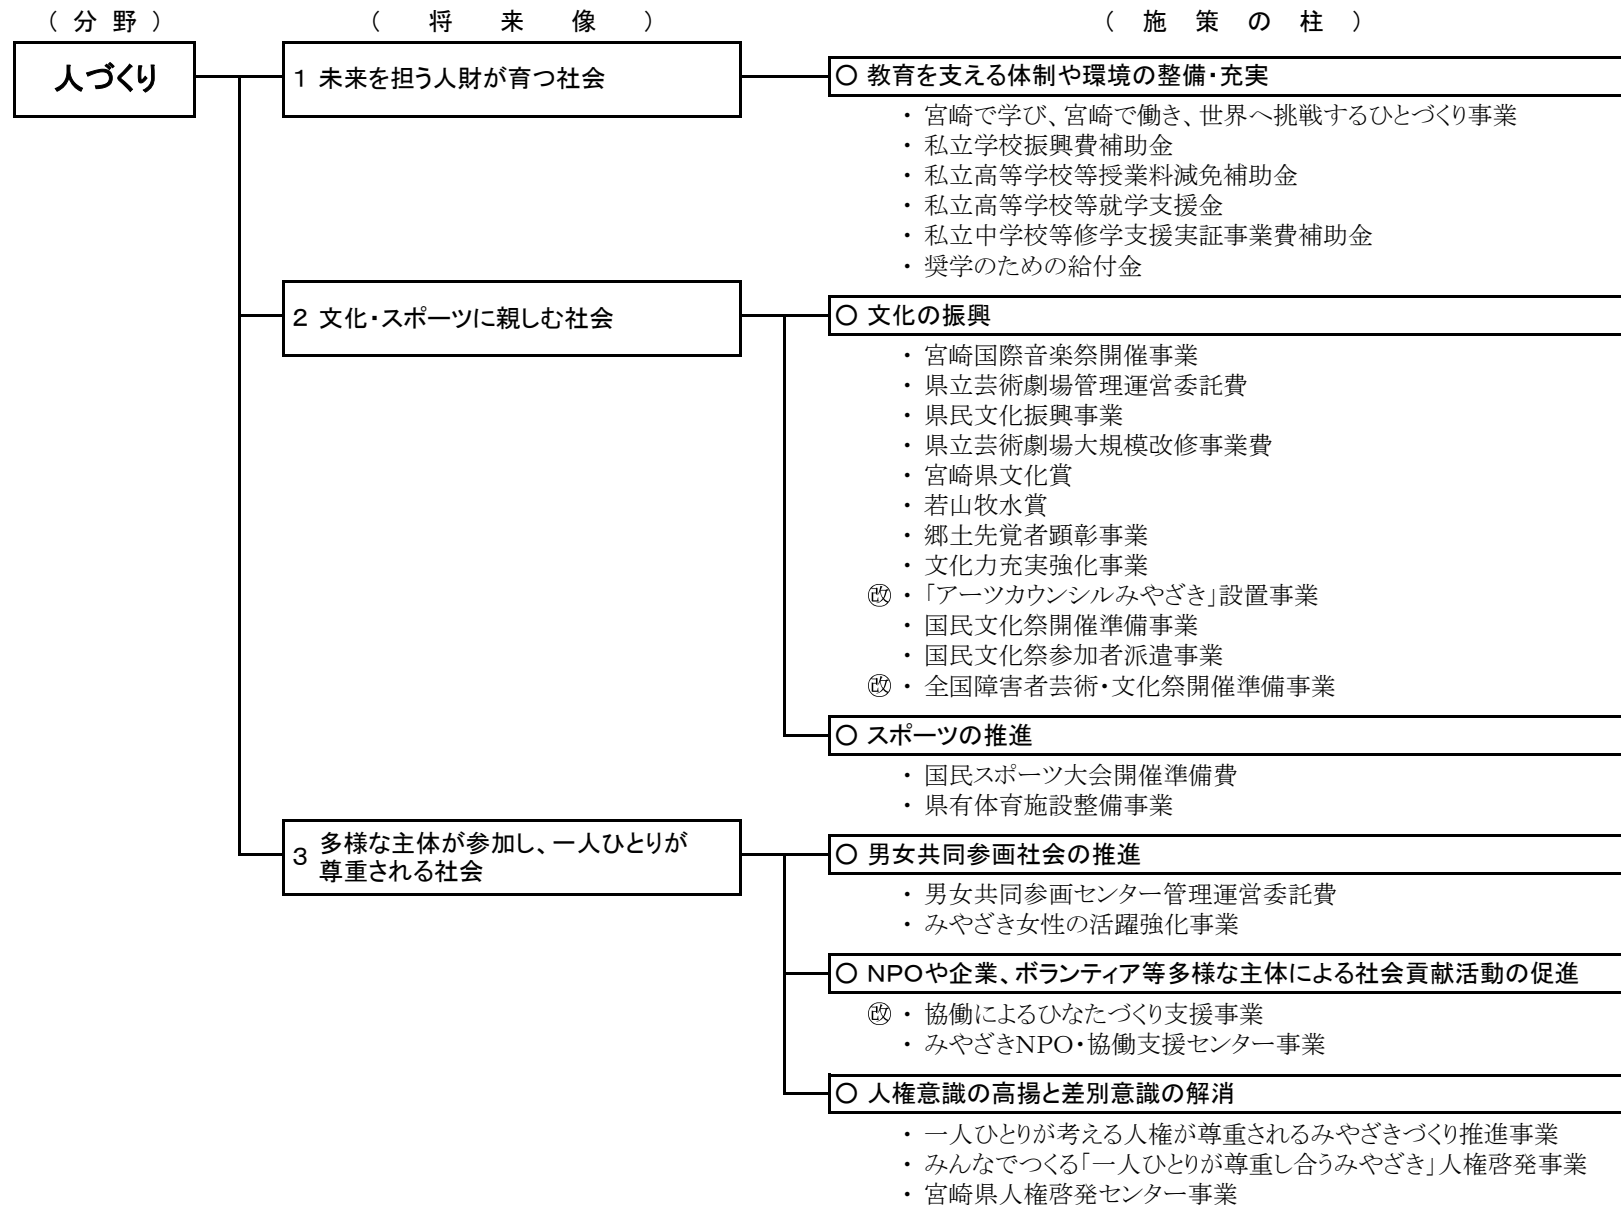 (分野)
(将来像)
(施策の柱)
人づくり
1 未来を担う人財が育つ社会
○ 教育を支える体制や環境の整備・充実
・ 宮崎で学び、宮崎で働き、世界へ挑戦するひとづくり事業
・ 私立学校振興費補助金
・ 私立高等学校等授業料減免補助金
・ 私立高等学校等就学支援金
・ 私立中学校等修学支援実証事業費補助金
・ 奨学のための給付金
2 文化・スポーツに親しむ社会
○ 文化の振興
・ 宮崎国際音楽祭開催事業
・ 県立芸術劇場管理運営委託費
・ 県民文化振興事業
・ 県立芸術劇場大規模改修事業費
・ 宮崎県文化賞
・ 若山牧水賞
・ 郷土先覚者顕彰事業
・ 文化力充実強化事業
㊢改 ・ 「アーツカウンシルみやざき」設置事業
・ 国民文化祭開催準備事業
・ 国民文化祭参加者派遣事業
改 ・ 全国障害者芸術・文化祭開催準備事業
○ スポーツの推進
・ 国民スポーツ大会開催準備費
・ 県有体育施設整備事業
3 多様な主体が参加し、一人ひとりが
尊重される社会
○ 男女共同参画社会の推進
・ 男女共同参画センター管理運営委託費
・ みやざき女性の活躍強化事業
○ NPOや企業、ボランティア等多様な主体による社会貢献活動の促進
改 ・ 協働によるひなたづくり支援事業
・ みやざきNPO・協働支援センター事業
○ 人権意識の高揚と差別意識の解消
・ 一人ひとりが考える人権が尊重されるみやざきづくり推進事業
・ みんなでつくる「一人ひとりが尊重し合うみやざき」人権啓発事業
・ 宮崎県人権啓発センター事業